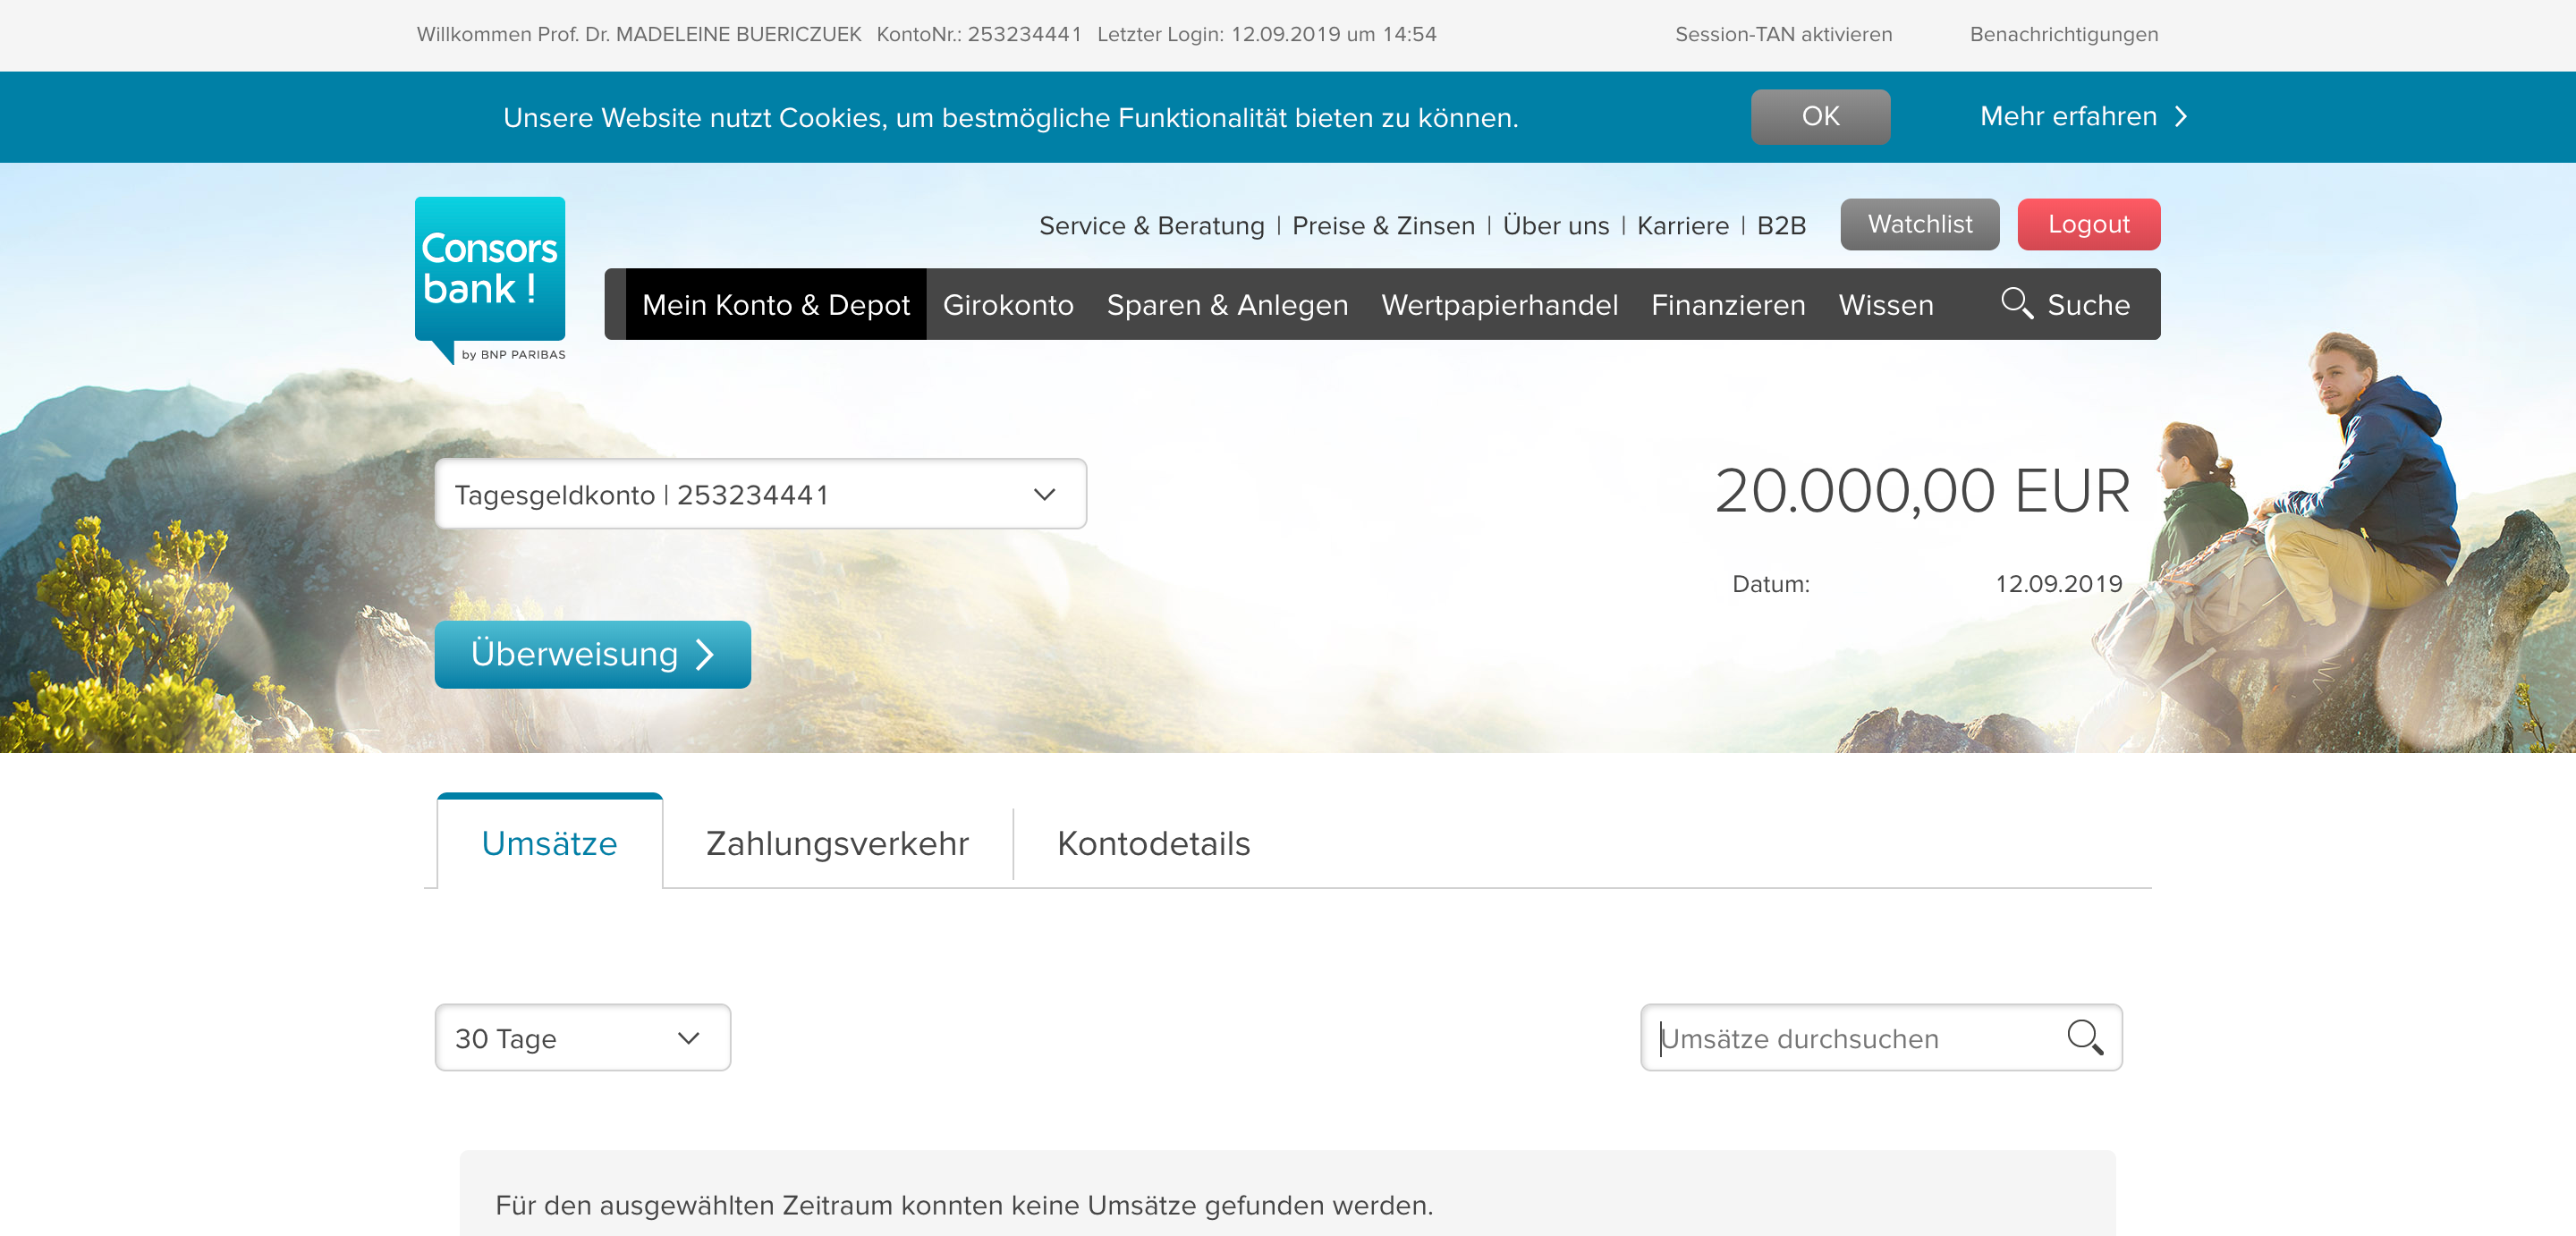 Willkommen Prof. Dr. MADELEINE BUERICZUEK KontoNr.: 253234441 Letzter Login: 12.09.2019 um 14:54 Session-TAN aktivieren Benachrichtigungen
Unsere Website nutzt Cookies, um bestmögliche Funktionalität bieten zu können. OK Mehr erfahren
Service & Beratung | Preise & Zinsen | Über uns | Karriere | B2B Watchlist Logout
Consors
bank !
by BNP PARIBAS
Mein Konto & Depot Girokonto Sparen & Anlegen Wertpapierhandel Finanzieren Wissen Suche
Tagesgeldkonto | 253234441 20.000,00 EUR
Datum: 12.09.2019
Überweisung
Umsätze Zahlungsverkehr Kontodetails
30 Tage Umsätze durchsuchen
Für den ausgewählten Zeitraum konnten keine Umsätze gefunden werden.